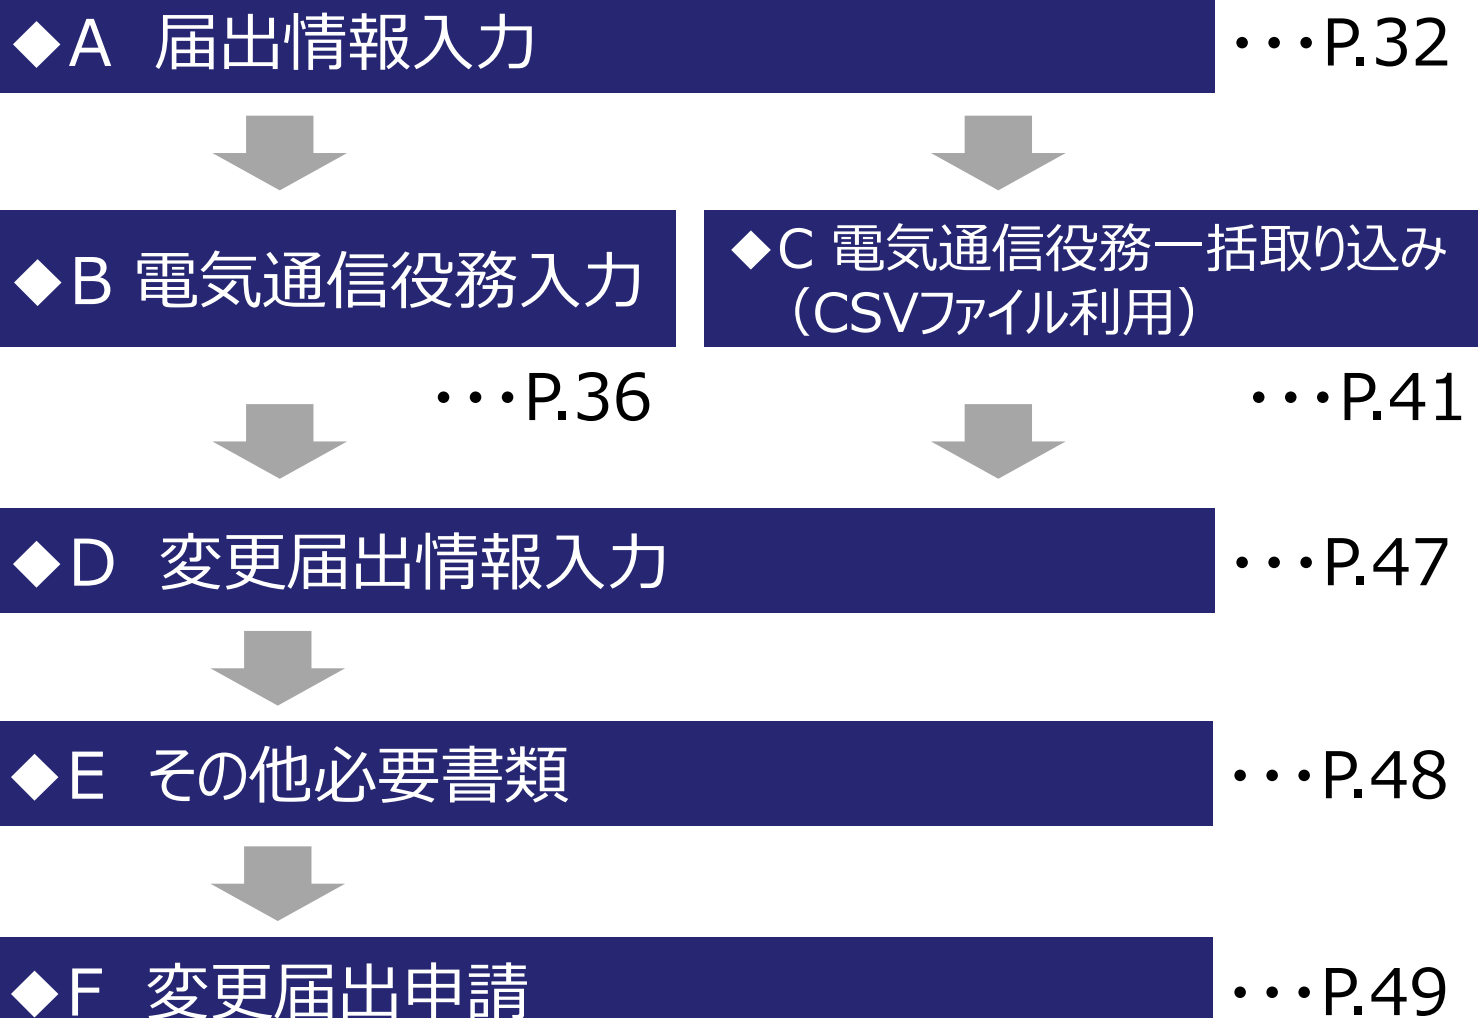 ◆A 届出情報入力 ・・・P.32
◆B 電気通信役務入力
・・・P.36
◆C 電気通信役務一括取り込み
（CSVファイル利用）
・・・P.41
◆D 変更届出情報入力 ・・・P.47
◆E その他必要書類 ・・・P.48
◆F 変更届出申請 ・・・P.49